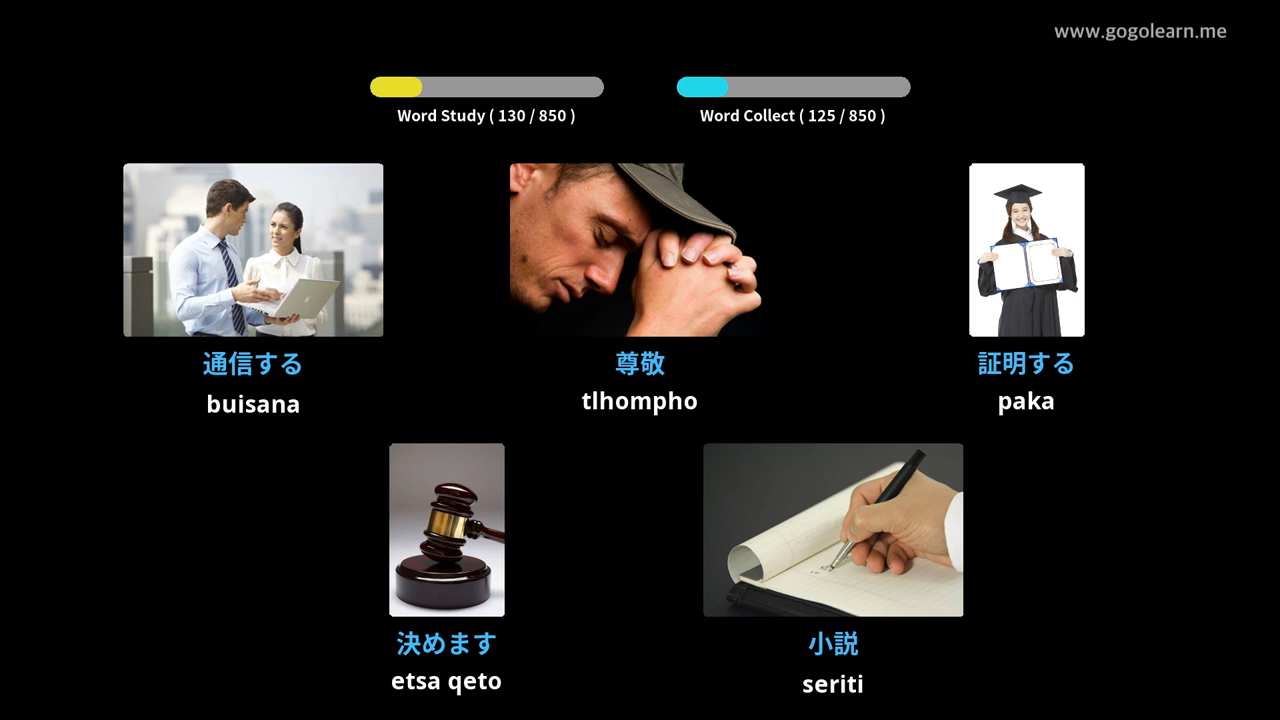 www.gogolearn.me
Word Study ( 130 / 850 )
Word Collect ( 125 / 850 )
通信する
buisana
尊敬
tlhompho
証明する
paka
決めます
etsa qeto
小説
seriti